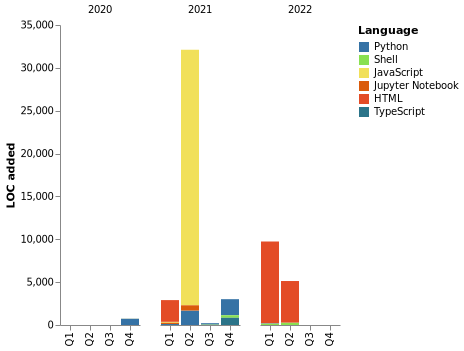 2020 2021 2022
35,000
30,000
25,000
20,000
15,000
10,000
5,000
0
LOC added
Q1 Q2 Q3 Q4 Q1 Q2 Q3 Q4 Q1 Q2 Q3 Q4
Language
Python
Shell
JavaScript
Jupyter Notebook
HTML
TypeScript